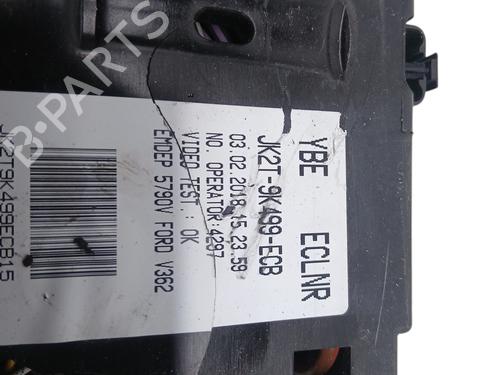 YBE ECLNR
JK2T-9K499-ECB
03.02.2018 15.23.59
NO. OPERATOR:4297
VIDEO TEST : OK
EMDEP 5790V FORD V362
JK2T9K499ECB15
B-PARTS